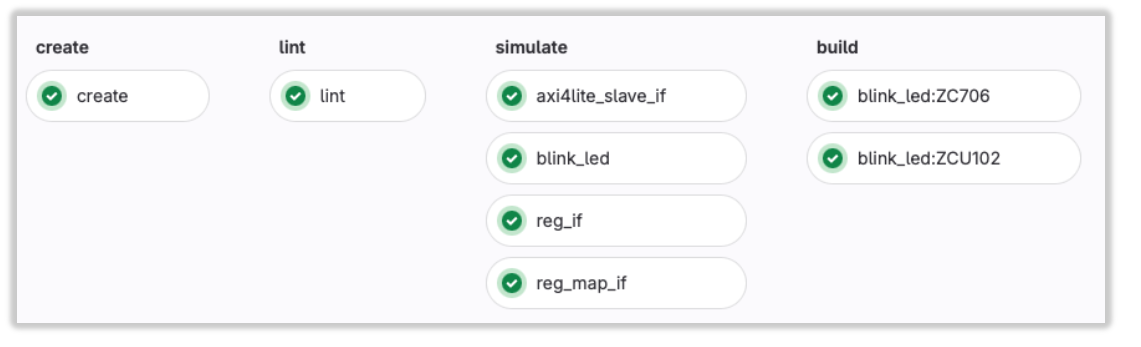 create
create
lint
lint
simulate
axi4lite_slave_if
blink_led
reg_if
reg_map_if
build
blink_led:ZC706
blink_led:ZCU102